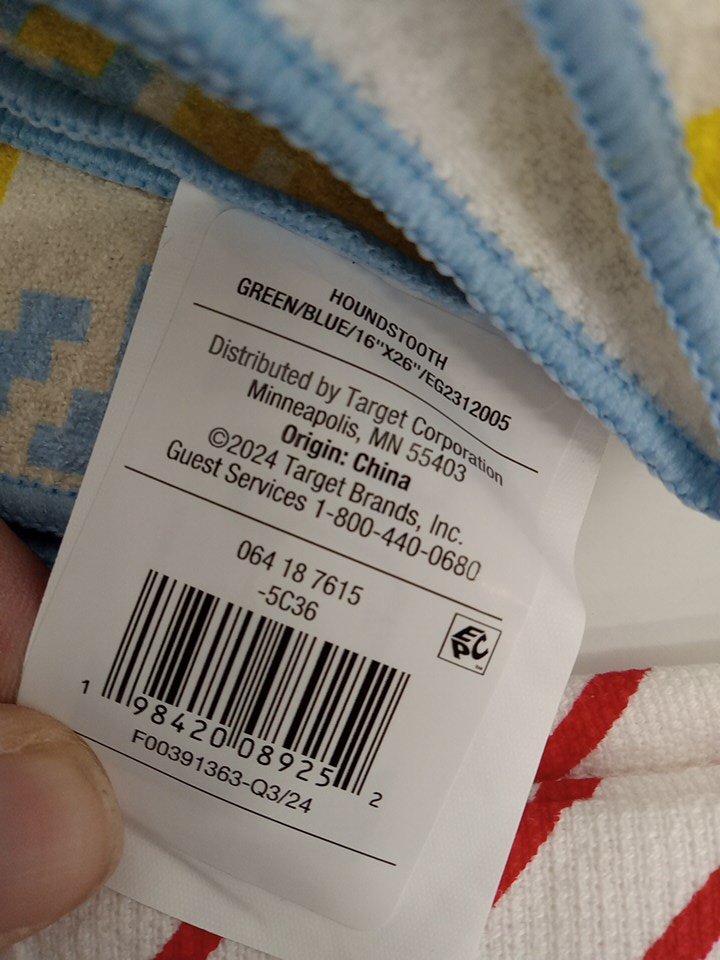 HOUNDSTOOTH
GREEN/BLUE/16"X26"/EG2312005
Distributed by Target Corporation
Minneapolis, MN 55403
Origin: China
©2024 Target Brands, Inc.
Guest Services 1-800-440-0680
064 18 7615
-5C36
EPC™
1 98420 08925 2
F00391363-Q3/24